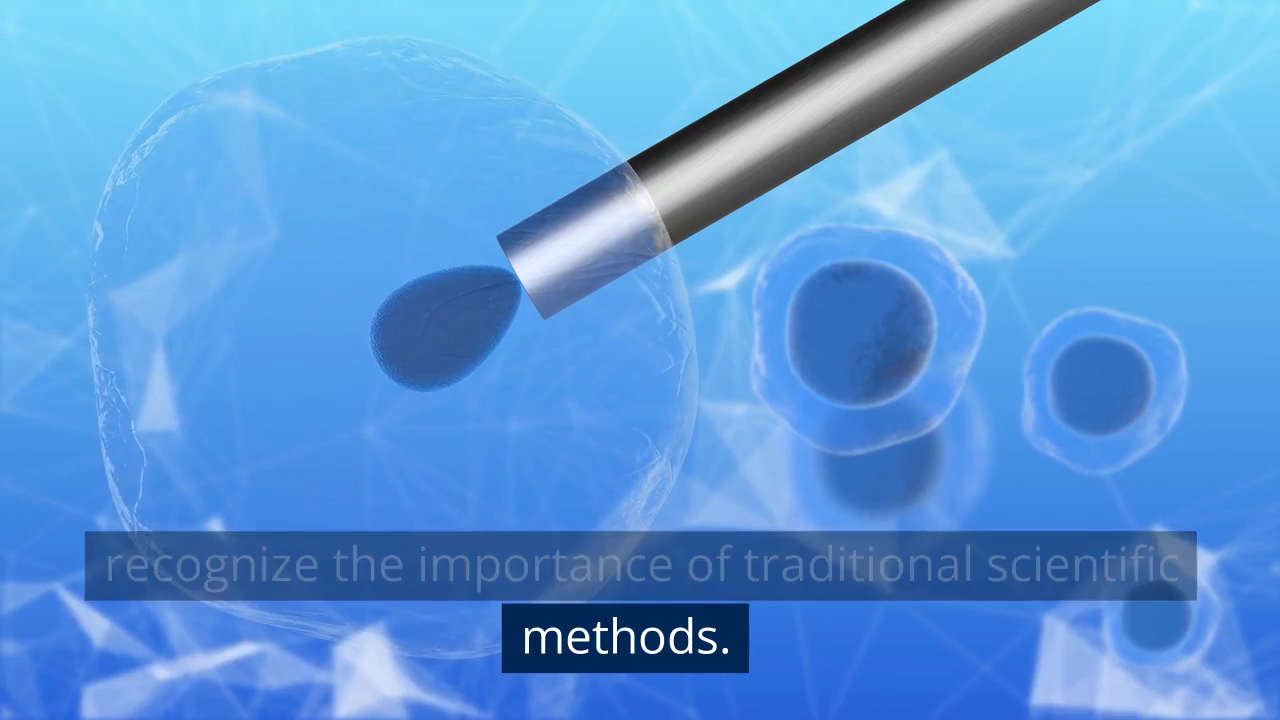 recognize the importance of traditional scientific
methods.